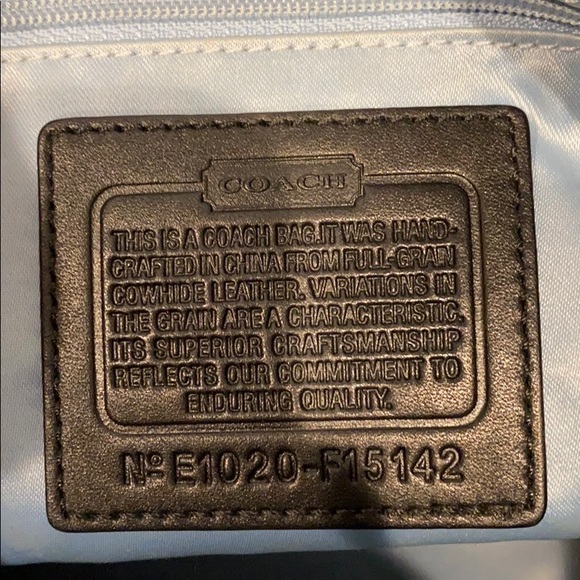 COACH
THIS IS A COACH BAG.IT WAS HAND-
CRAFTED IN CHINA FROM FULL-GRAIN
COWHIDE LEATHER. VARIATIONS IN
THE GRAIN ARE A CHARACTERISTIC.
ITS SUPERIOR CRAFTSMANSHIP
REFLECTS OUR COMMITMENT TO
ENDURING QUALITY.
Nº E1020-F15142